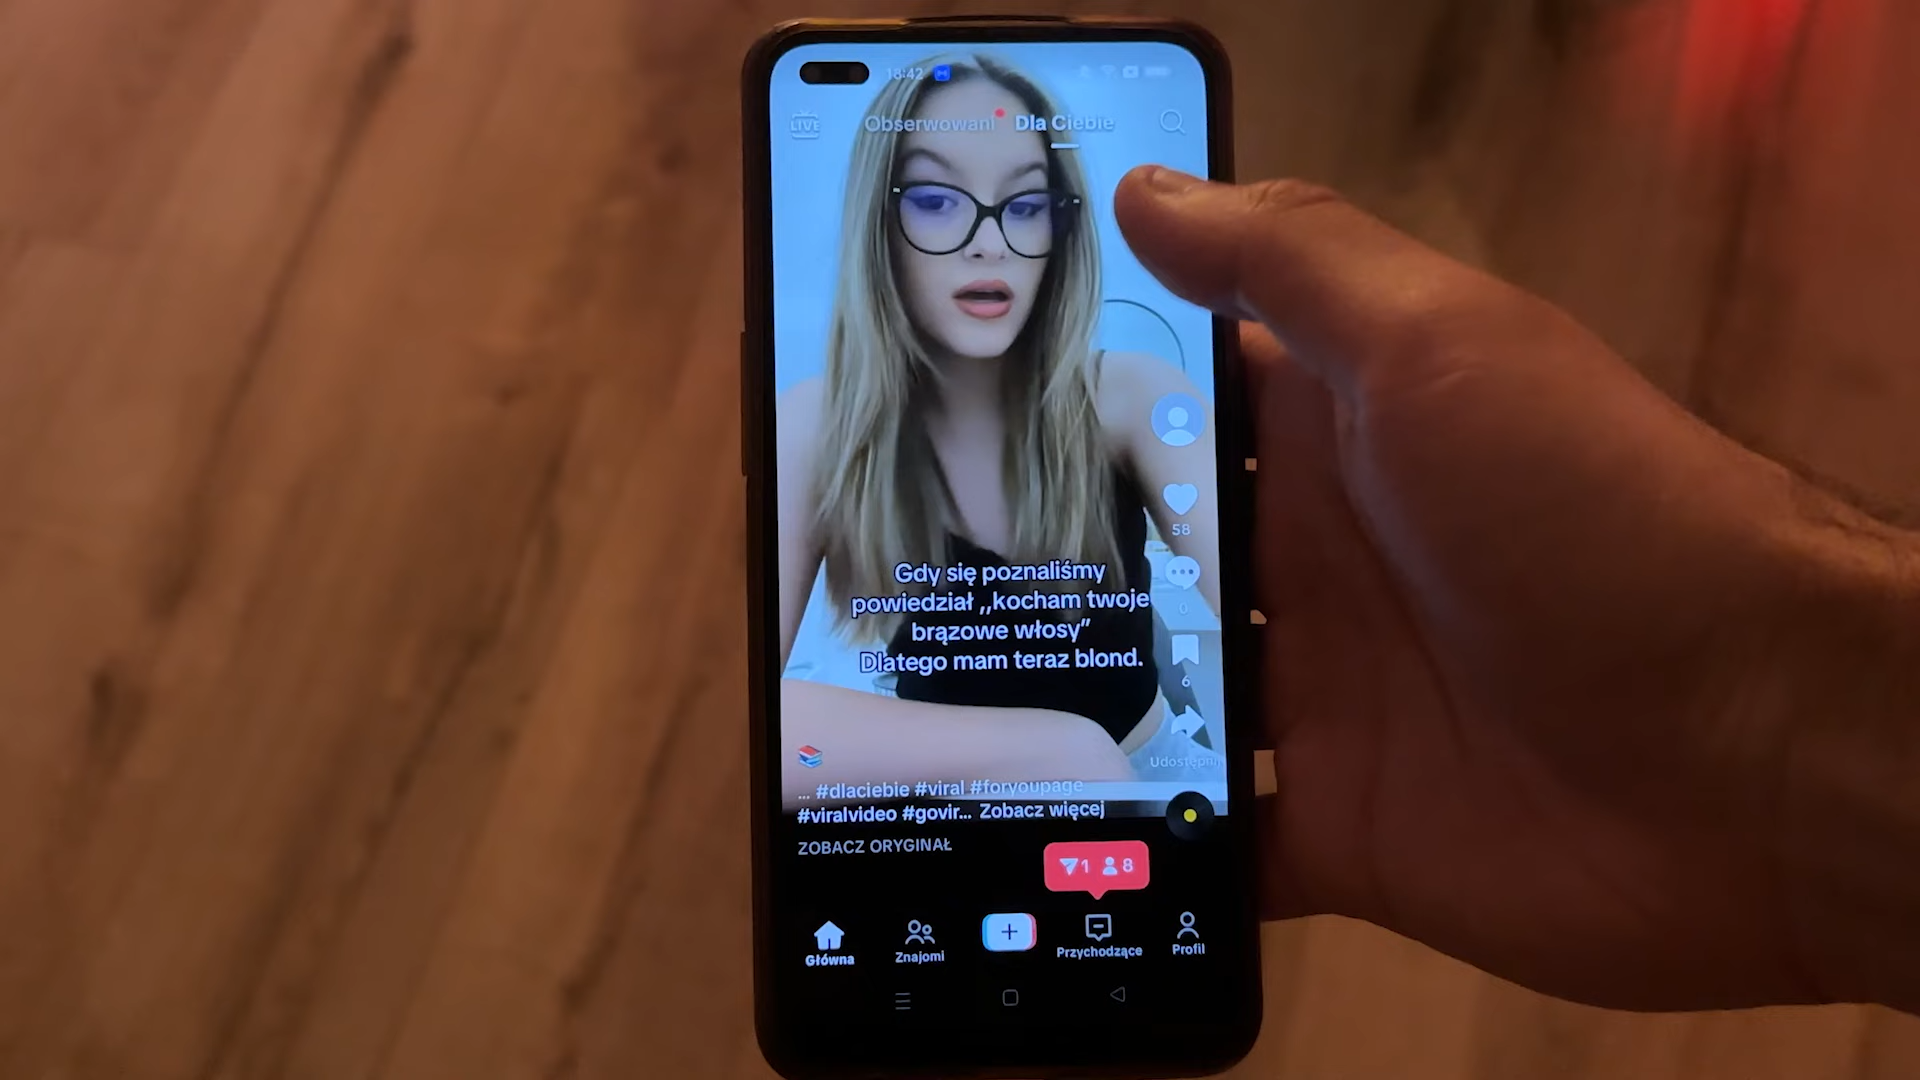 18:42
LIVE
Obserwowani Dla Ciebie
58
Gdy się poznaliśmy
powiedział ,,kocham twoje
brązowe włosy”
Dlatego mam teraz blond.
0
6
Udostępnij
... #dlaciebie #viral #foryoupage
#viralvideo #govir... Zobacz więcej
ZOBACZ ORYGINAŁ
1 8
Główna Znajomi Przychodzące Profil